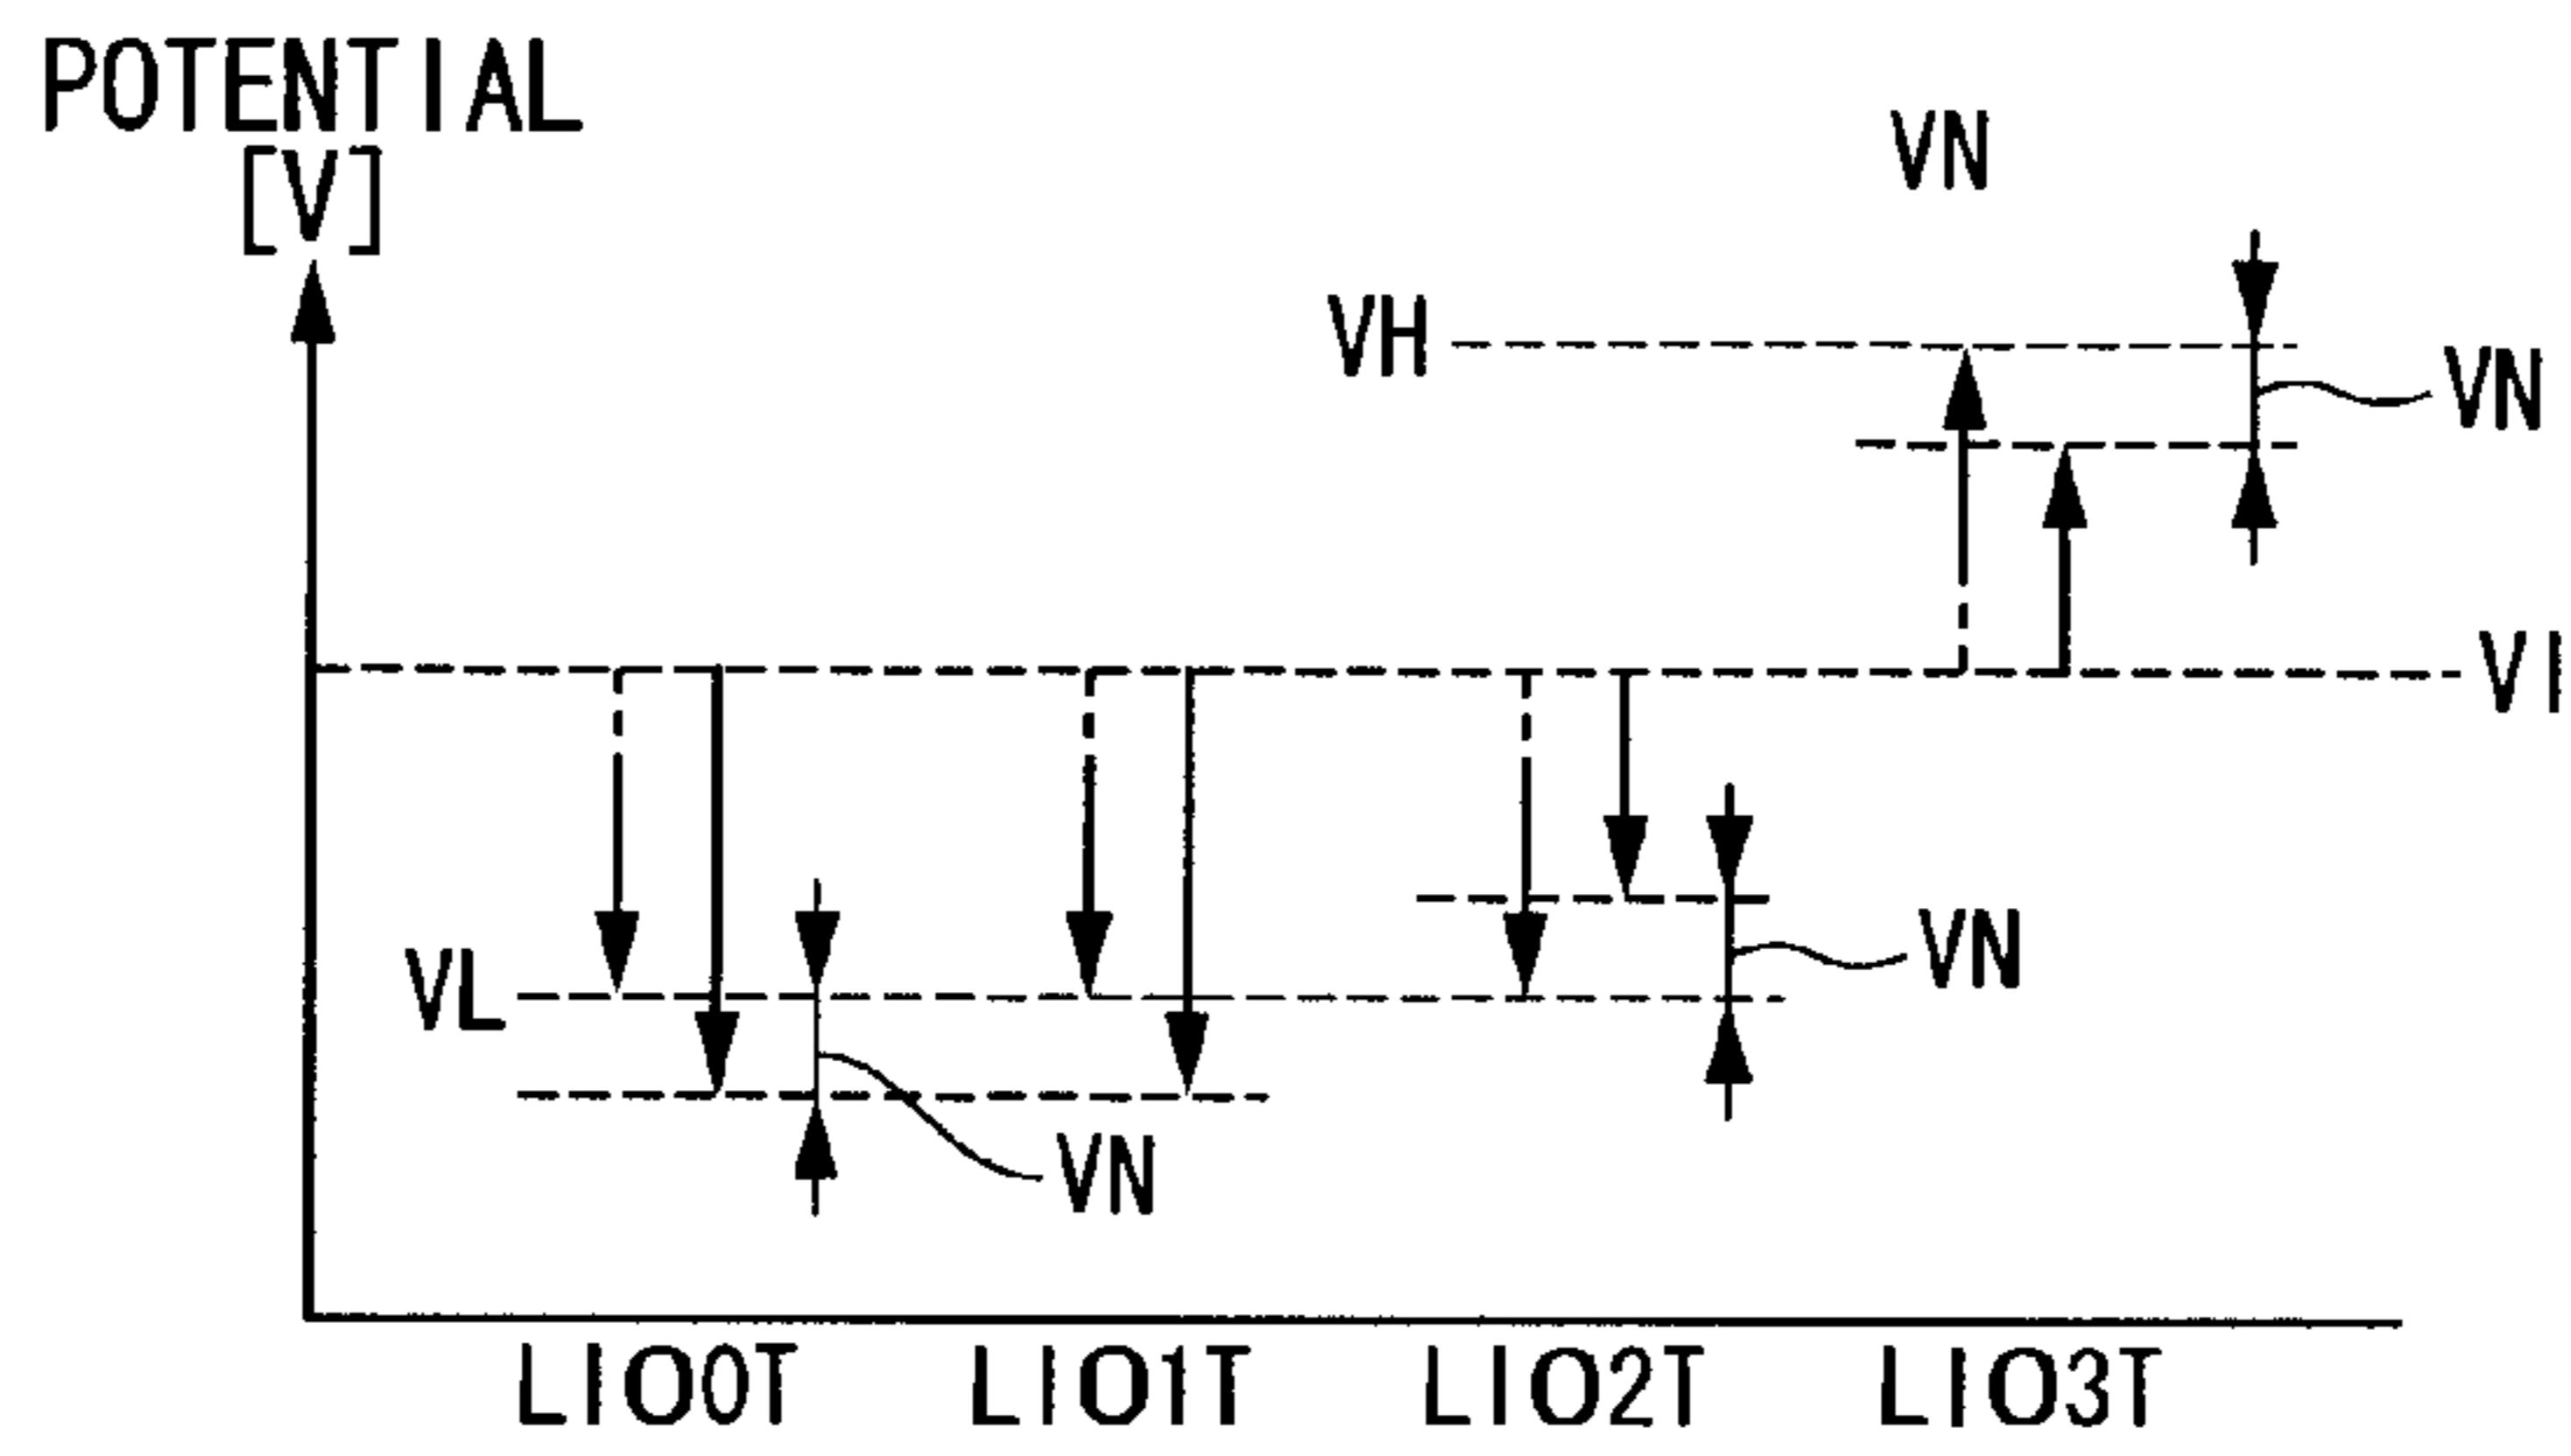 POTENTIAL
[V]
VN
VH
VN
VI
VL
VN
VN
LIO0T LIO1T LIO2T LIO3T